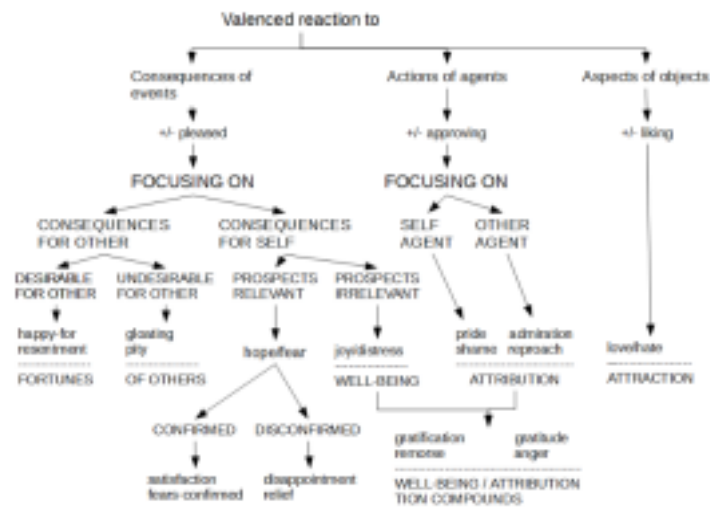 Valenced reaction to
Consequences of
events
Actions of agents
Aspects of objects
+/- pleased
+/- approving
+/- liking
FOCUSING ON
FOCUSING ON
CONSEQUENCES
FOR OTHER
CONSEQUENCES
FOR SELF
SELF
AGENT
OTHER
AGENT
DESIRABLE
FOR OTHER
UNDESIRABLE
FOR OTHER
PROSPECTS
RELEVANT
PROSPECTS
IRRELEVANT
happy-for
resentment
gloating
pity
hope/fear
joy/distress
pride
shame
admiration
reproach
love/hate
FORTUNES
OF OTHERS
WELL-BEING
ATTRIBUTION
ATTRACTION
CONFIRMED
DISCONFIRMED
gratification
remorse
gratitude
anger
satisfaction
fears-confirmed
disappointment
relief
WELL-BEING / ATTRIBUTION
TION COMPOUNDS